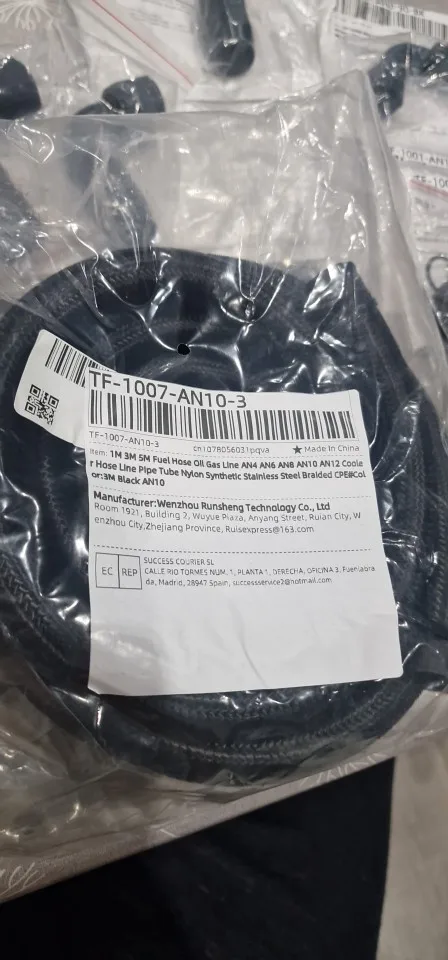 TF-1007-AN10-3
TF-1007-AN10-3 cn1078056031pqva ★Made In China
Item: 1M 3M 5M Fuel Hose Oil Gas Line AN4 AN6 AN8 AN10 AN12 Coole
r Hose Line Pipe Tube Nylon Synthetic Stainless Steel Braided CPE#Col
or:3M Black AN10
Manufacturer:Wenzhou Runsheng Technology Co., Ltd
Room 1921, Building 2, Wuyue Plaza, Anyang Street, Ruian City, W
enzhou City,Zhejiang Province, Ruisexpress@163.com
EC REP
SUCCESS COURIER SL
CALLE RIO TORMES NUM. 1, PLANTA 1, DERECHA, OFICINA 3, Fuenlabra
da, Madrid, 28947 Spain, successservice2@hotmail.com